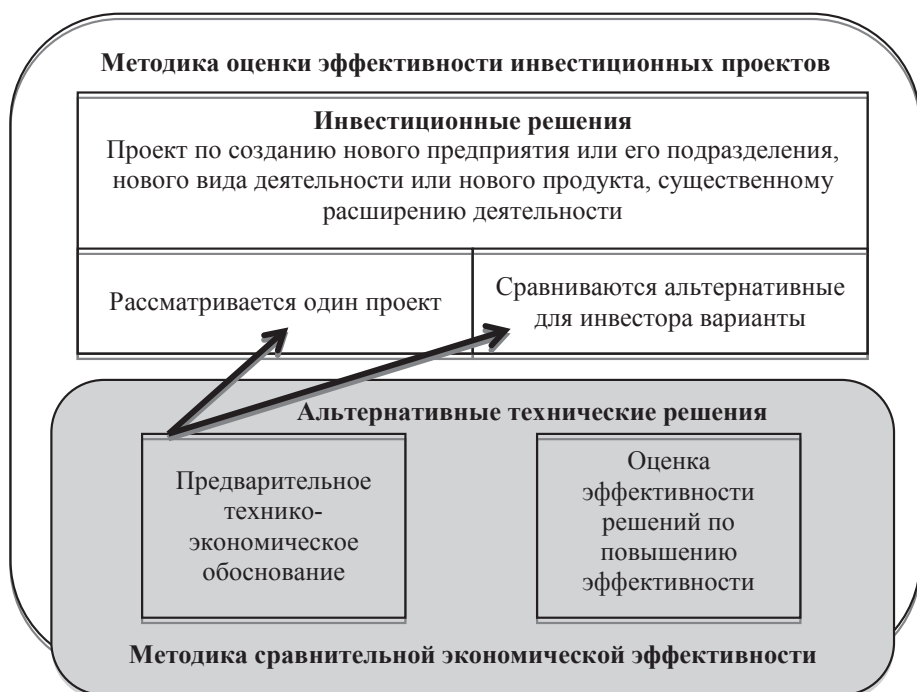 Методика оценки эффективности инвестиционных проектов
Инвестиционные решения
Проект по созданию нового предприятия или его подразделения,
нового вида деятельности или нового продукта, существенному
расширению деятельности
Рассматривается один проект
Сравниваются альтернативные
для инвестора варианты
Альтернативные технические решения
Предварительное
технико-
экономическое
обоснование
Оценка
эффективности
решений по
повышению
эффективности
Методика сравнительной экономической эффективности